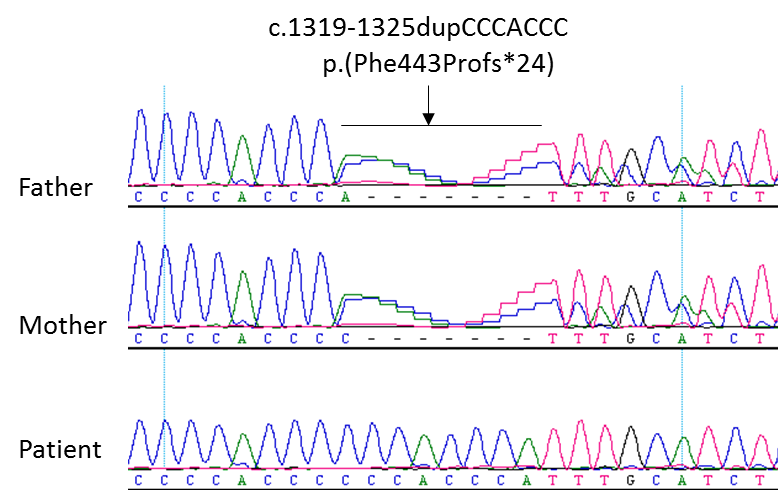 c.1319-1325dupCCCACCC
p.(Phe443Profs*24)
Father
C C C C A C C C A - - - - - - - T T T G C A T C T
Mother
C C C C A C C C C - - - - - - - T T T G C A T C T
Patient
C C C C A C C C C C C A C C C A T T T G C A T C T